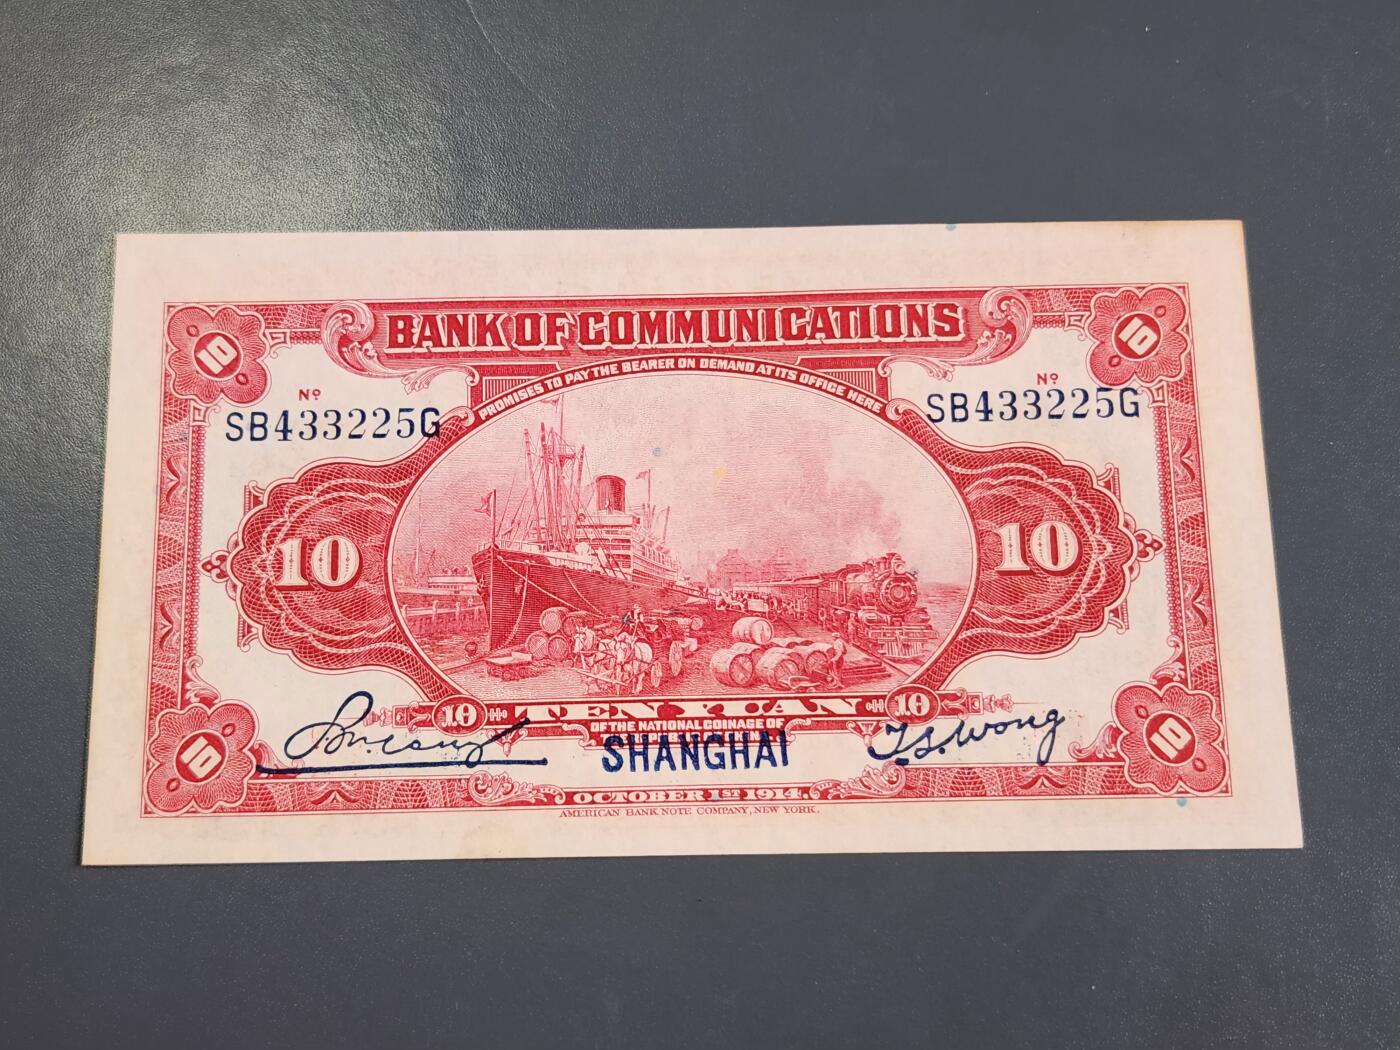 BANK OF COMMUNICATIONS
PROMISES TO PAY THE BEARER ON DEMAND AT ITS OFFICE HERE
10
10
Nº
Nº
SB433225G
SB433225G
10
10
10 TEN YUAN 10
OF THE NATIONAL COINAGE OF
SHANGHAI
T.S. Wong
10
10
OCTOBER 1ST 1914.
AMERICAN BANK NOTE COMPANY, NEW YORK.